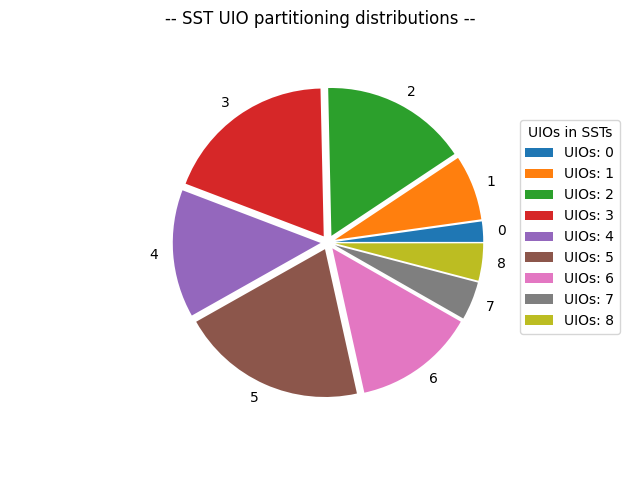 -- SST UIO partitioning distributions --
2
3
1
0
4
8
7
5
6
UIOs in SSTs
UIOs: 0
UIOs: 1
UIOs: 2
UIOs: 3
UIOs: 4
UIOs: 5
UIOs: 6
UIOs: 7
UIOs: 8